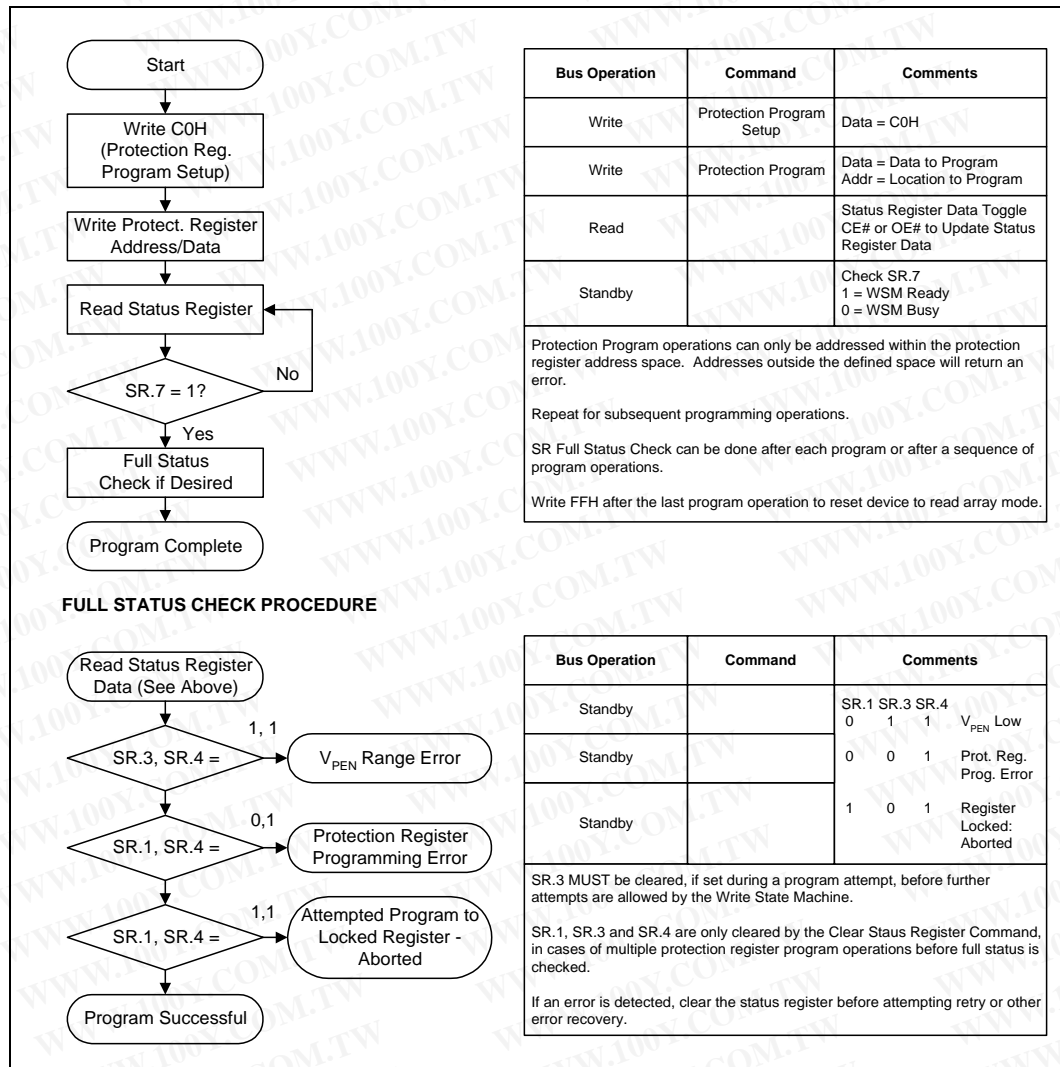 Start
Write C0H
(Protection Reg.
Program Setup)
Write Protect. Register
Address/Data
Read Status Register
No
SR.7 = 1?
Yes
Full Status
Check if Desired
Program Complete
Bus Operation Command Comments
Write Protection Program Setup Data = C0H
Write Protection Program Data = Data to Program
Addr = Location to Program
Read Status Register Data Toggle
CE# or OE# to Update Status
Register Data
Standby Check SR.7
1 = WSM Ready
0 = WSM Busy
Protection Program operations can only be addressed within the protection
register address space. Addresses outside the defined space will return an
error.
Repeat for subsequent programming operations.
SR Full Status Check can be done after each program or after a sequence of
program operations.
Write FFH after the last program operation to reset device to read array mode.
FULL STATUS CHECK PROCEDURE
Read Status Register
Data (See Above)
1, 1
SR.3, SR.4 =
VPEN Range Error
0,1
SR.1, SR.4 =
Protection Register
Programming Error
1,1
SR.1, SR.4 =
Attempted Program to
Locked Register -
Aborted
Program Successful
Bus Operation Command Comments
Standby SR.1 SR.3 SR.4
0 1 1 VPEN Low
Standby 0 0 1 Prot. Reg.
Prog. Error
Standby 1 0 1 Register
Locked:
Aborted
SR.3 MUST be cleared, if set during a program attempt, before further
attempts are allowed by the Write State Machine.
SR.1, SR.3 and SR.4 are only cleared by the Clear Staus Register Command,
in cases of multiple protection register program operations before full status is
checked.
If an error is detected, clear the status register before attempting retry or other
error recovery.
WWW.100Y.COM.TW